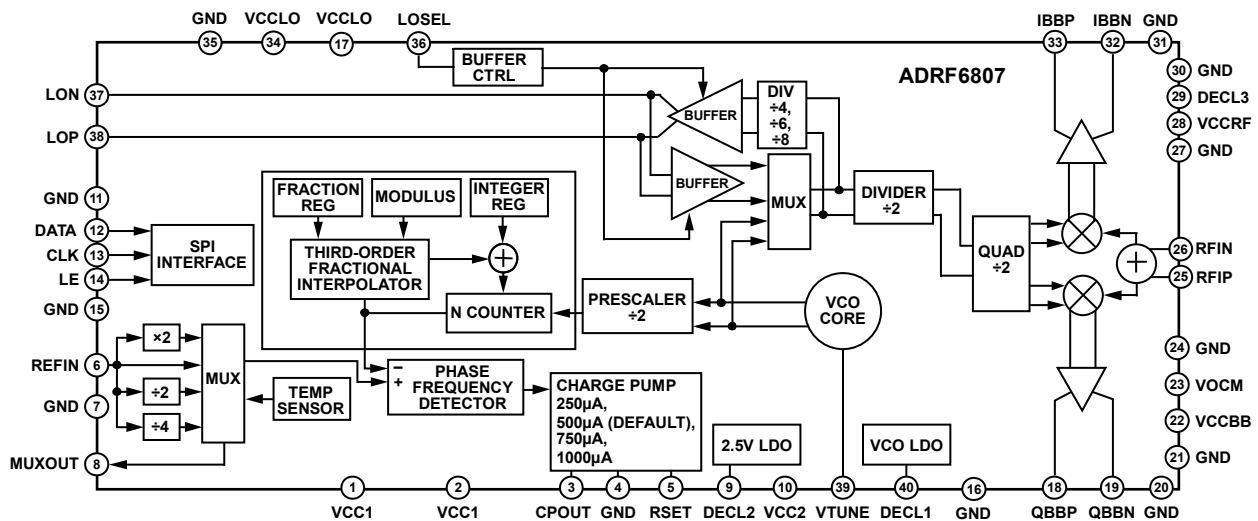 GND VCCLO VCCLO LOSEL IBBP IBBN GND
35 34 17 36 33 32 31
BUFFER
CTRL
ADRF6807
30 GND
29 DECL3
28 VCCRF
27 GND
LON 37
LOP 38
BUFFER
DIV
÷4,
÷6,
÷8
BUFFER
MUX
DIVIDER
÷2
QUAD
÷2
26 RFIN
25 RFIP
GND 11
DATA 12
CLK 13
LE 14
GND 15
SPI
INTERFACE
FRACTION
REG
MODULUS
INTEGER
REG
THIRD-ORDER
FRACTIONAL
INTERPOLATOR
+
N COUNTER
PRESCALER
÷2
VCO
CORE
+
24 GND
23 VOCM
22 VCCBB
21 GND
REFIN 6
GND 7
MUXOUT 8
×2
÷2
÷4
MUX
TEMP
SENSOR
−
+
PHASE
FREQUENCY
DETECTOR
CHARGE PUMP
250µA,
500µA (DEFAULT),
750µA,
1000µA
2.5V LDO
VCO LDO
1 2 3 4 5 9 10 39 40 16 18 19 20
VCC1 VCC1 CPOUT GND RSET DECL2 VCC2 VTUNE DECL1 GND QBBP QBBN GND